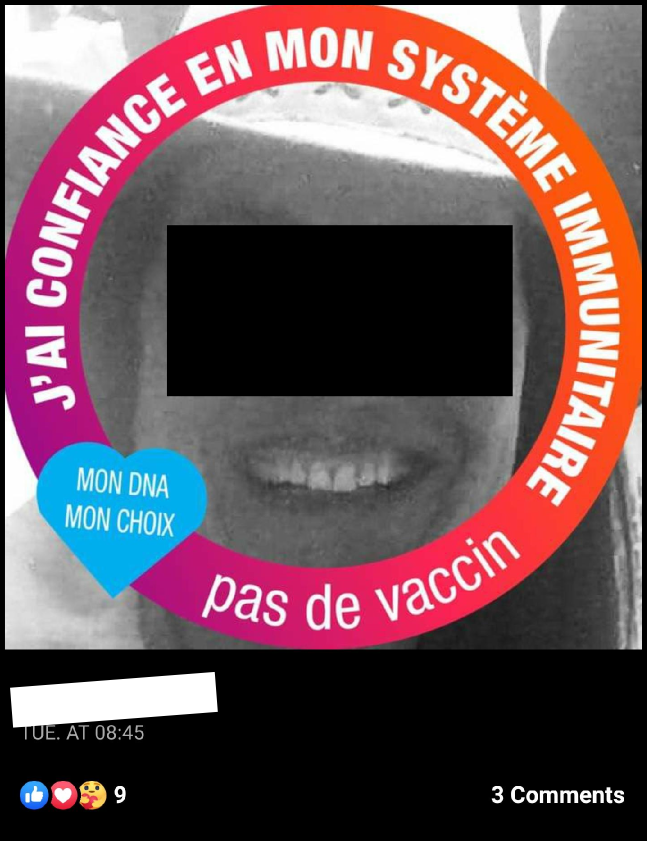 J'AI CONFIANCE EN MON SYSTÈME IMMUNITAIRE
MON DNA
MON CHOIX
pas de vaccin
TUE. AT 08:45
9
3 Comments